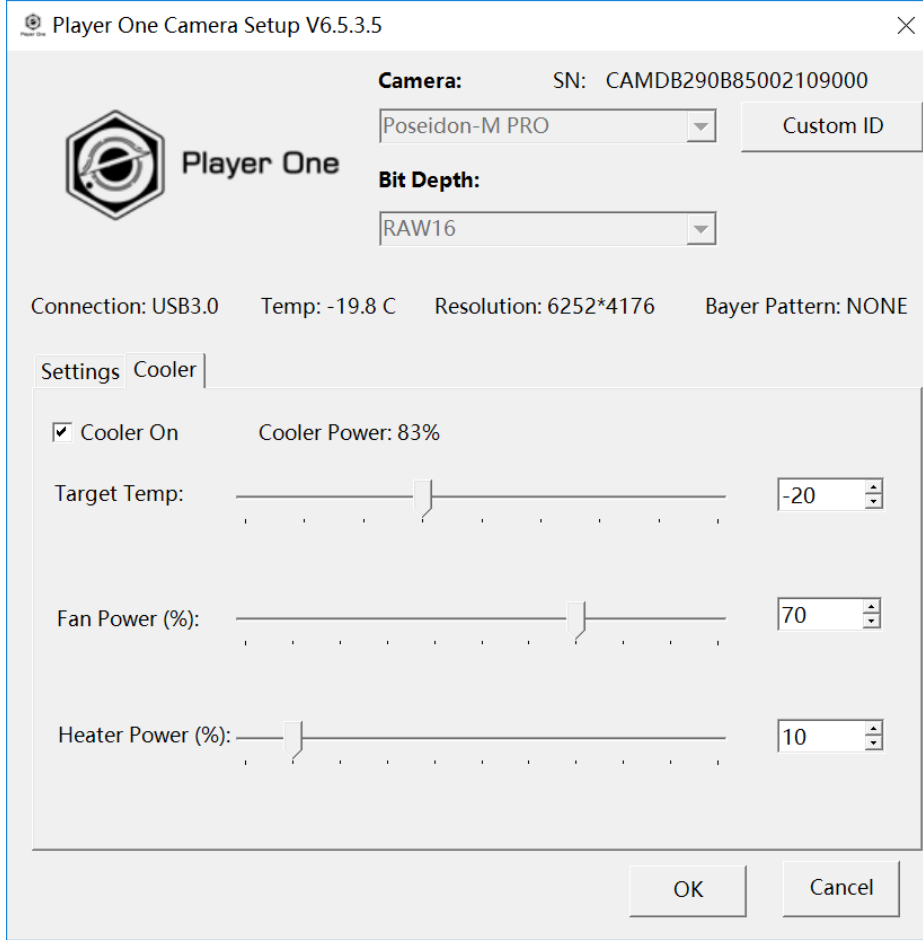 Player One Camera Setup V6.5.3.5
Camera: SN: CAMDB290B85002109000
Poseidon-M PRO Custom ID
Player One
Bit Depth:
RAW16
Connection: USB3.0 Temp: -19.8 C Resolution: 6252*4176 Bayer Pattern: NONE
Settings Cooler
Cooler On Cooler Power: 83%
Target Temp: -20
Fan Power (%): 70
Heater Power (%): 10
OK Cancel